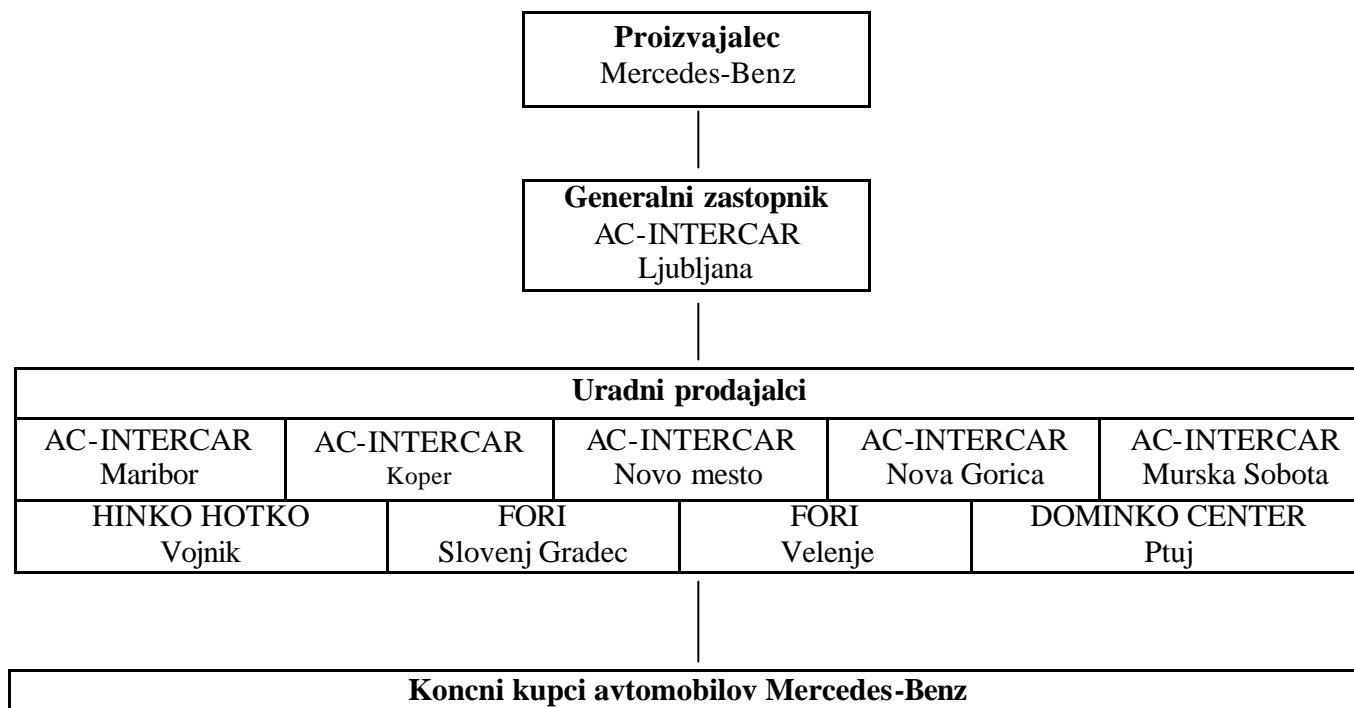 Proizvajalec
Mercedes-Benz
Generalni zastopnik
AC-INTERCAR
Ljubljana
Uradni prodajalci
AC-INTERCAR
Maribor
AC-INTERCAR
Koper
AC-INTERCAR
Novo mesto
AC-INTERCAR
Nova Gorica
AC-INTERCAR
Murska Sobota
HINKO HOTKO
Vojnik
FORI
Slovenj Gradec
FORI
Velenje
DOMINKO CENTER
Ptuj
Koncni kupci avtomobilov Mercedes-Benz